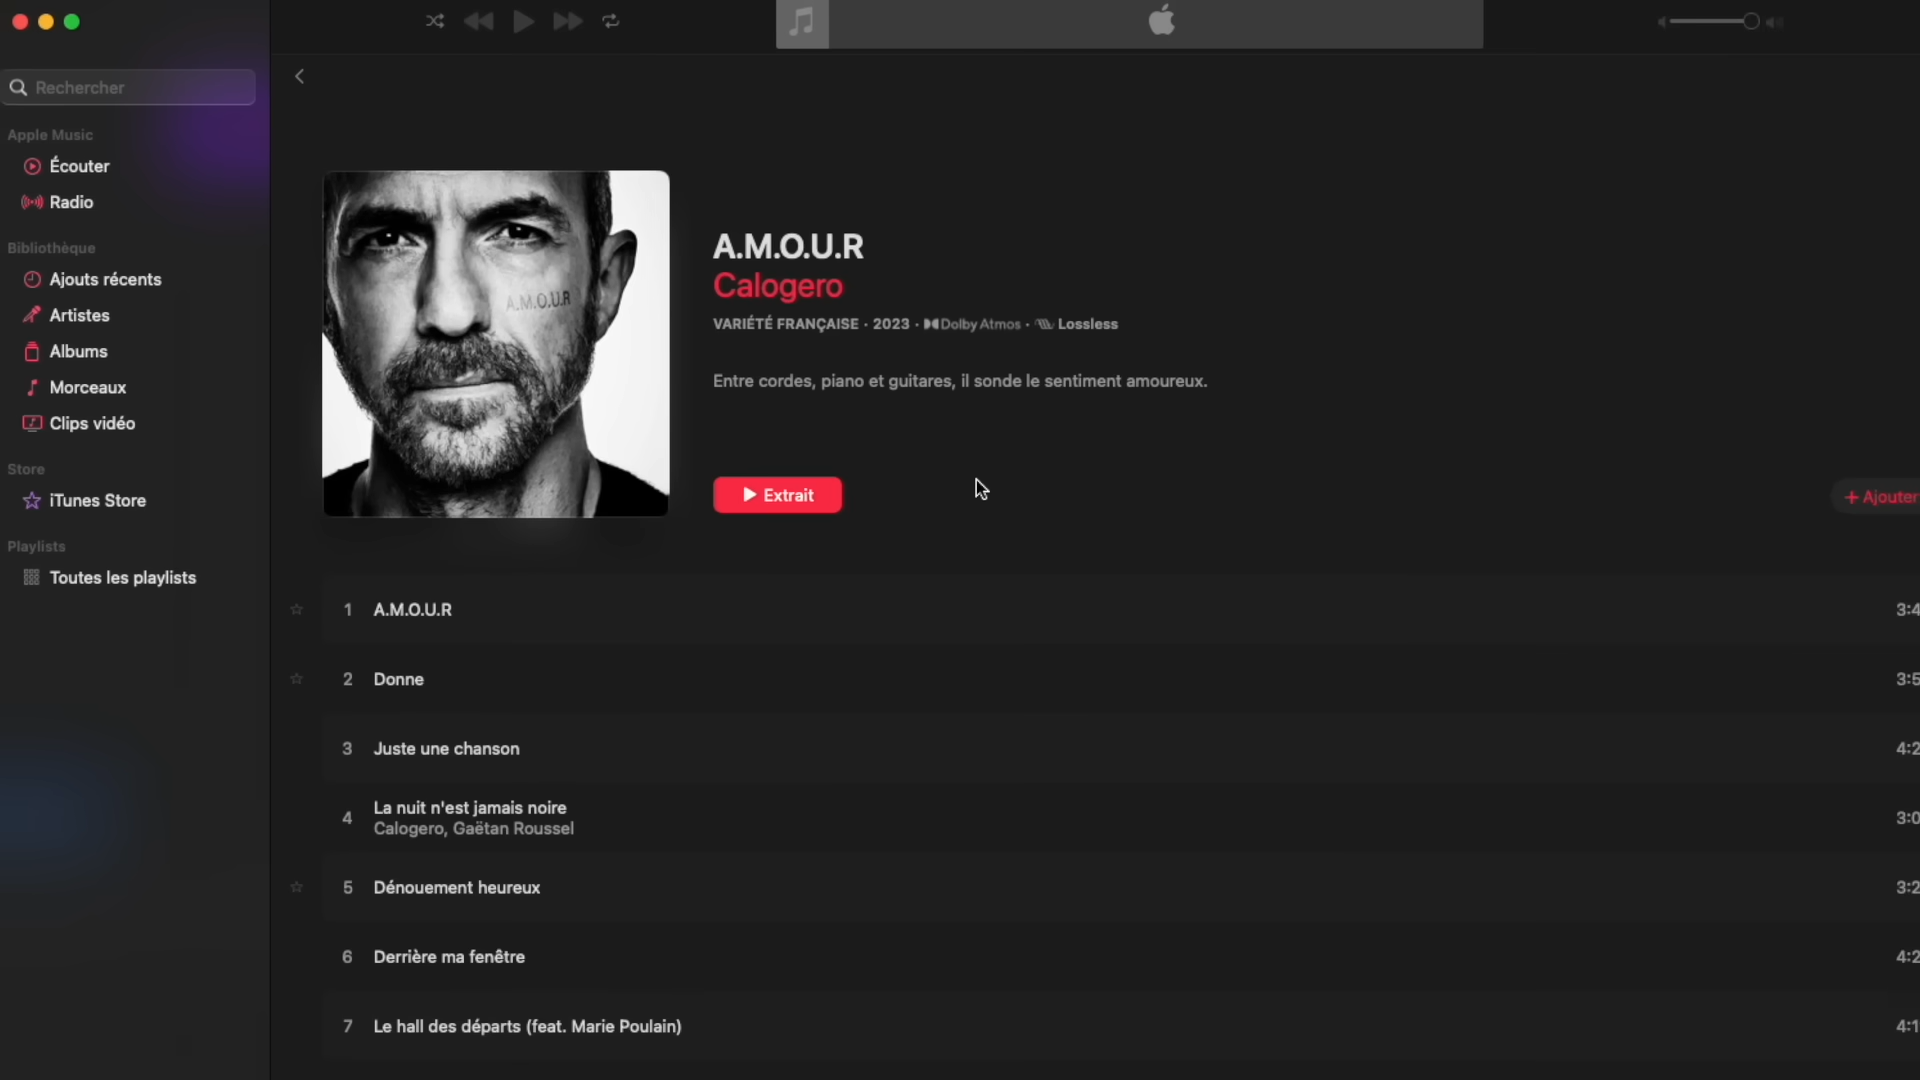 Rechercher
Apple Music
Écouter
Radio
Bibliothèque
Ajouts récents
Artistes
Albums
Morceaux
Clips vidéo
Store
iTunes Store
Playlists
Toutes les playlists
A.M.O.U.R
A.M.O.U.R
Calogero
VARIÉTÉ FRANÇAISE · 2023 · Dolby Atmos · Lossless
Entre cordes, piano et guitares, il sonde le sentiment amoureux.
Extrait
+ Ajouter
1 A.M.O.U.R
2 Donne
3 Juste une chanson
4 La nuit n'est jamais noire
Calogero, Gaëtan Roussel
5 Dénouement heureux
6 Derrière ma fenêtre
7 Le hall des départs (feat. Marie Poulain)